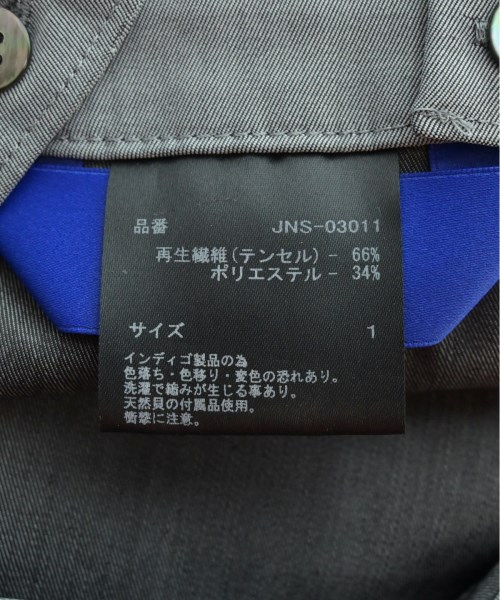 品番 JNS-03011
再生繊維(テンセル) - 66%
ポリエステル - 34%
サイズ 1
インディゴ製品の為
色落ち・色移り・変色の恐れあり。
洗濯で縮みが生じる事あり。
天然貝の付属品使用。
衝撃に注意。